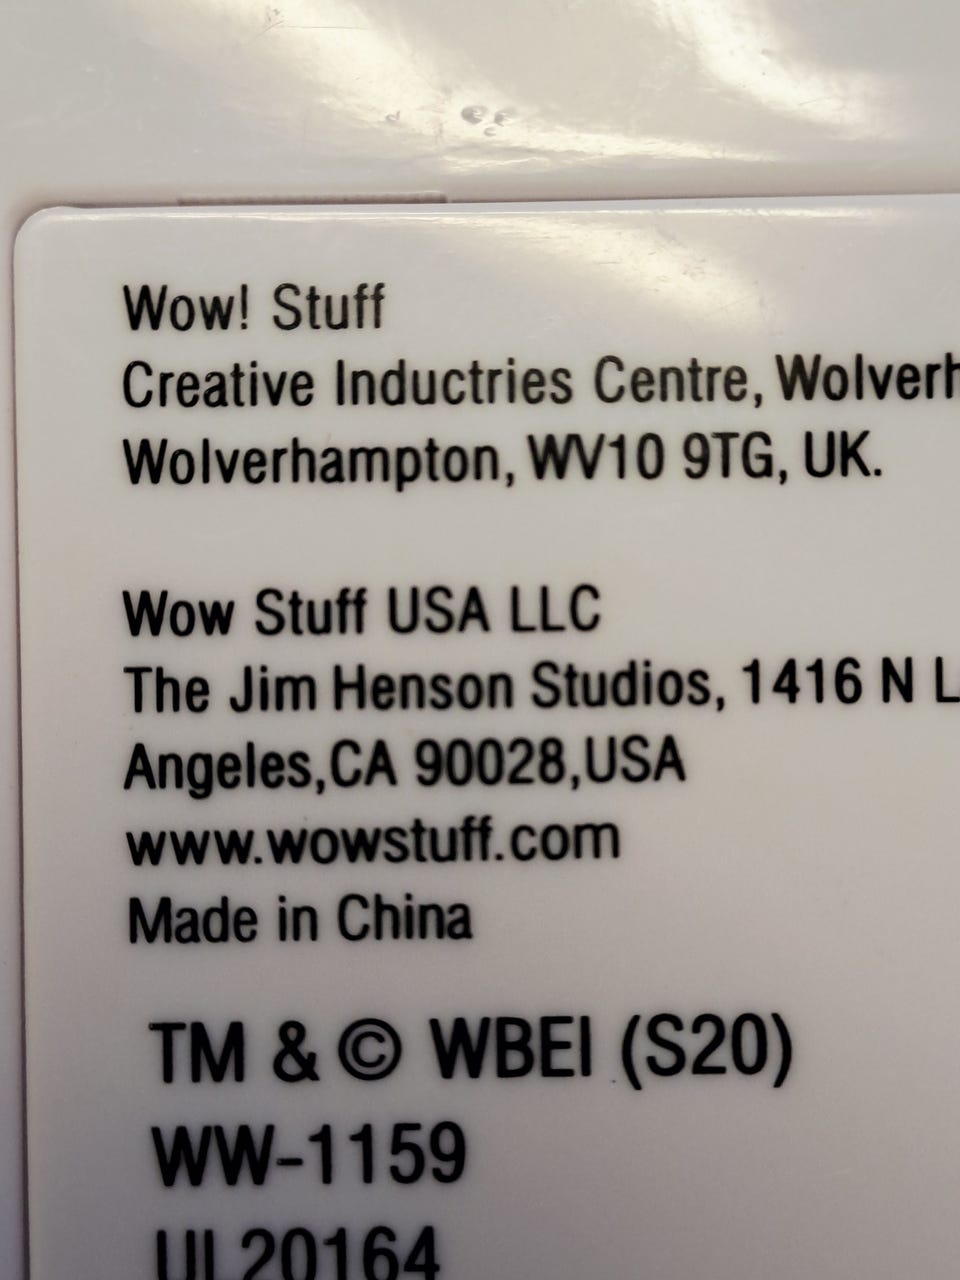 Wow! Stuff
Creative Inductries Centre, Wolverh
Wolverhampton, WV10 9TG, UK.
Wow Stuff USA LLC
The Jim Henson Studios, 1416 N L
Angeles,CA 90028,USA
www.wowstuff.com
Made in China
TM & © WBEI (S20)
WW-1159
UL20164